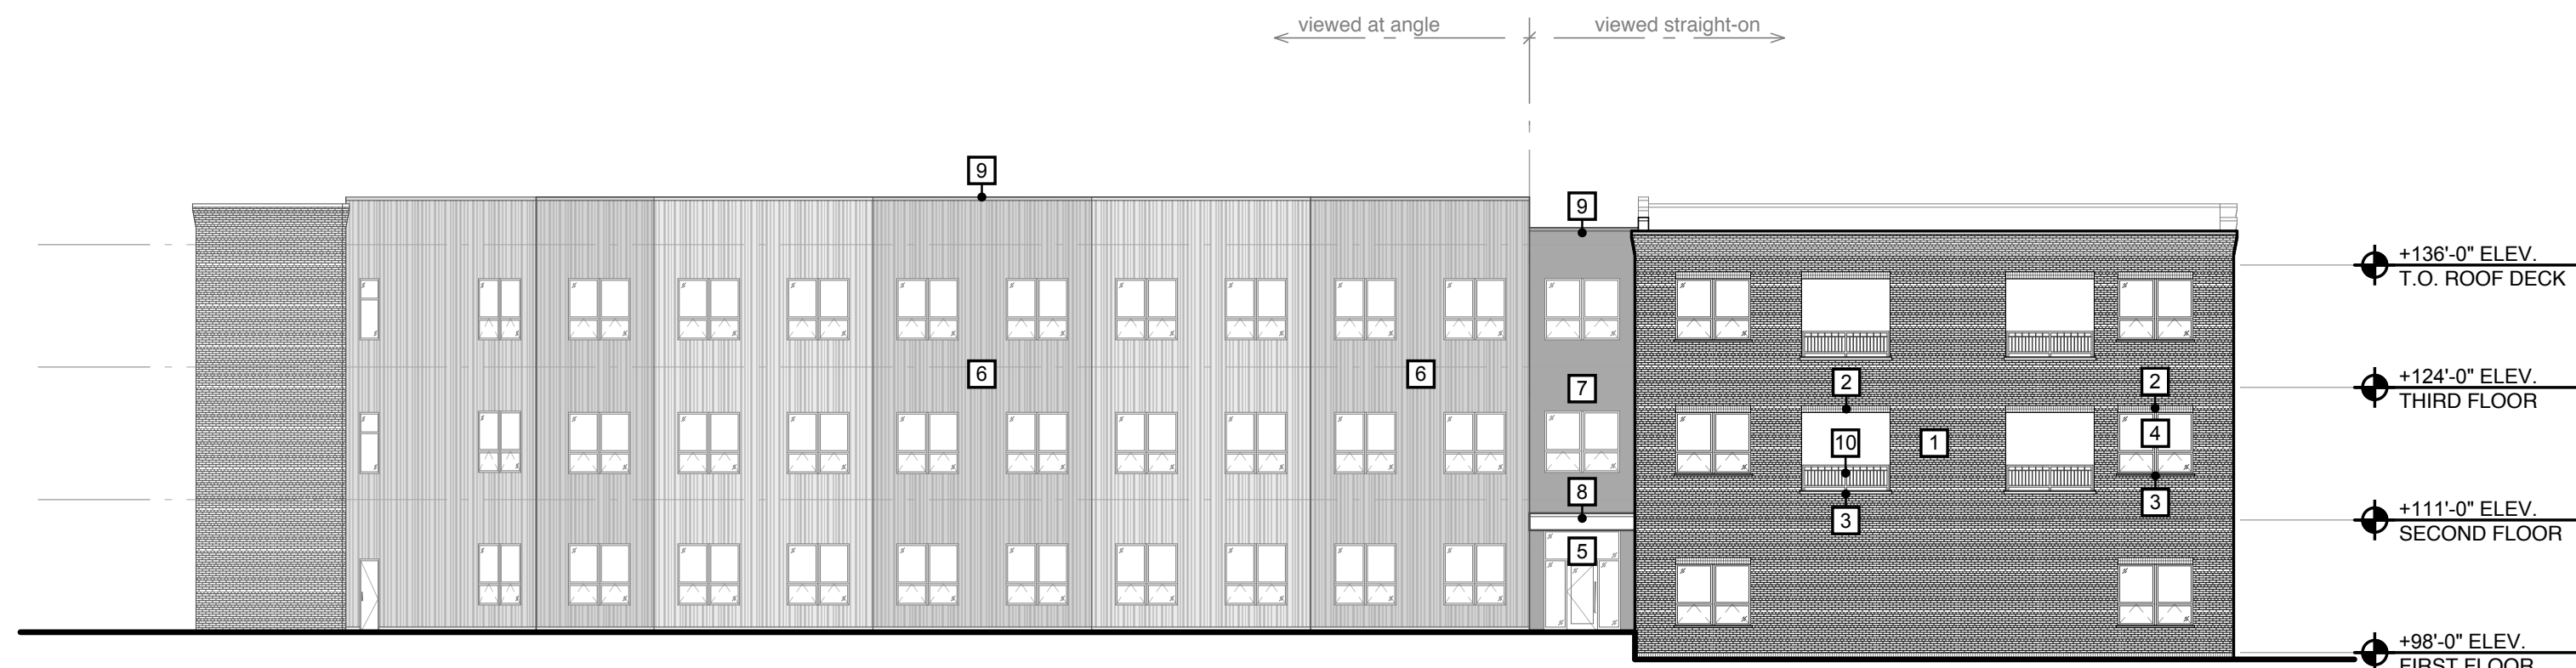 viewed at angle
viewed straight-on
9
9
+136'-0" ELEV.
T.O. ROOF DECK
6
6
7
2
2
+124'-0" ELEV.
THIRD FLOOR
10
1
4
8
3
3
+111'-0" ELEV.
SECOND FLOOR
5
+98'-0" ELEV.
FIRST FLOOR